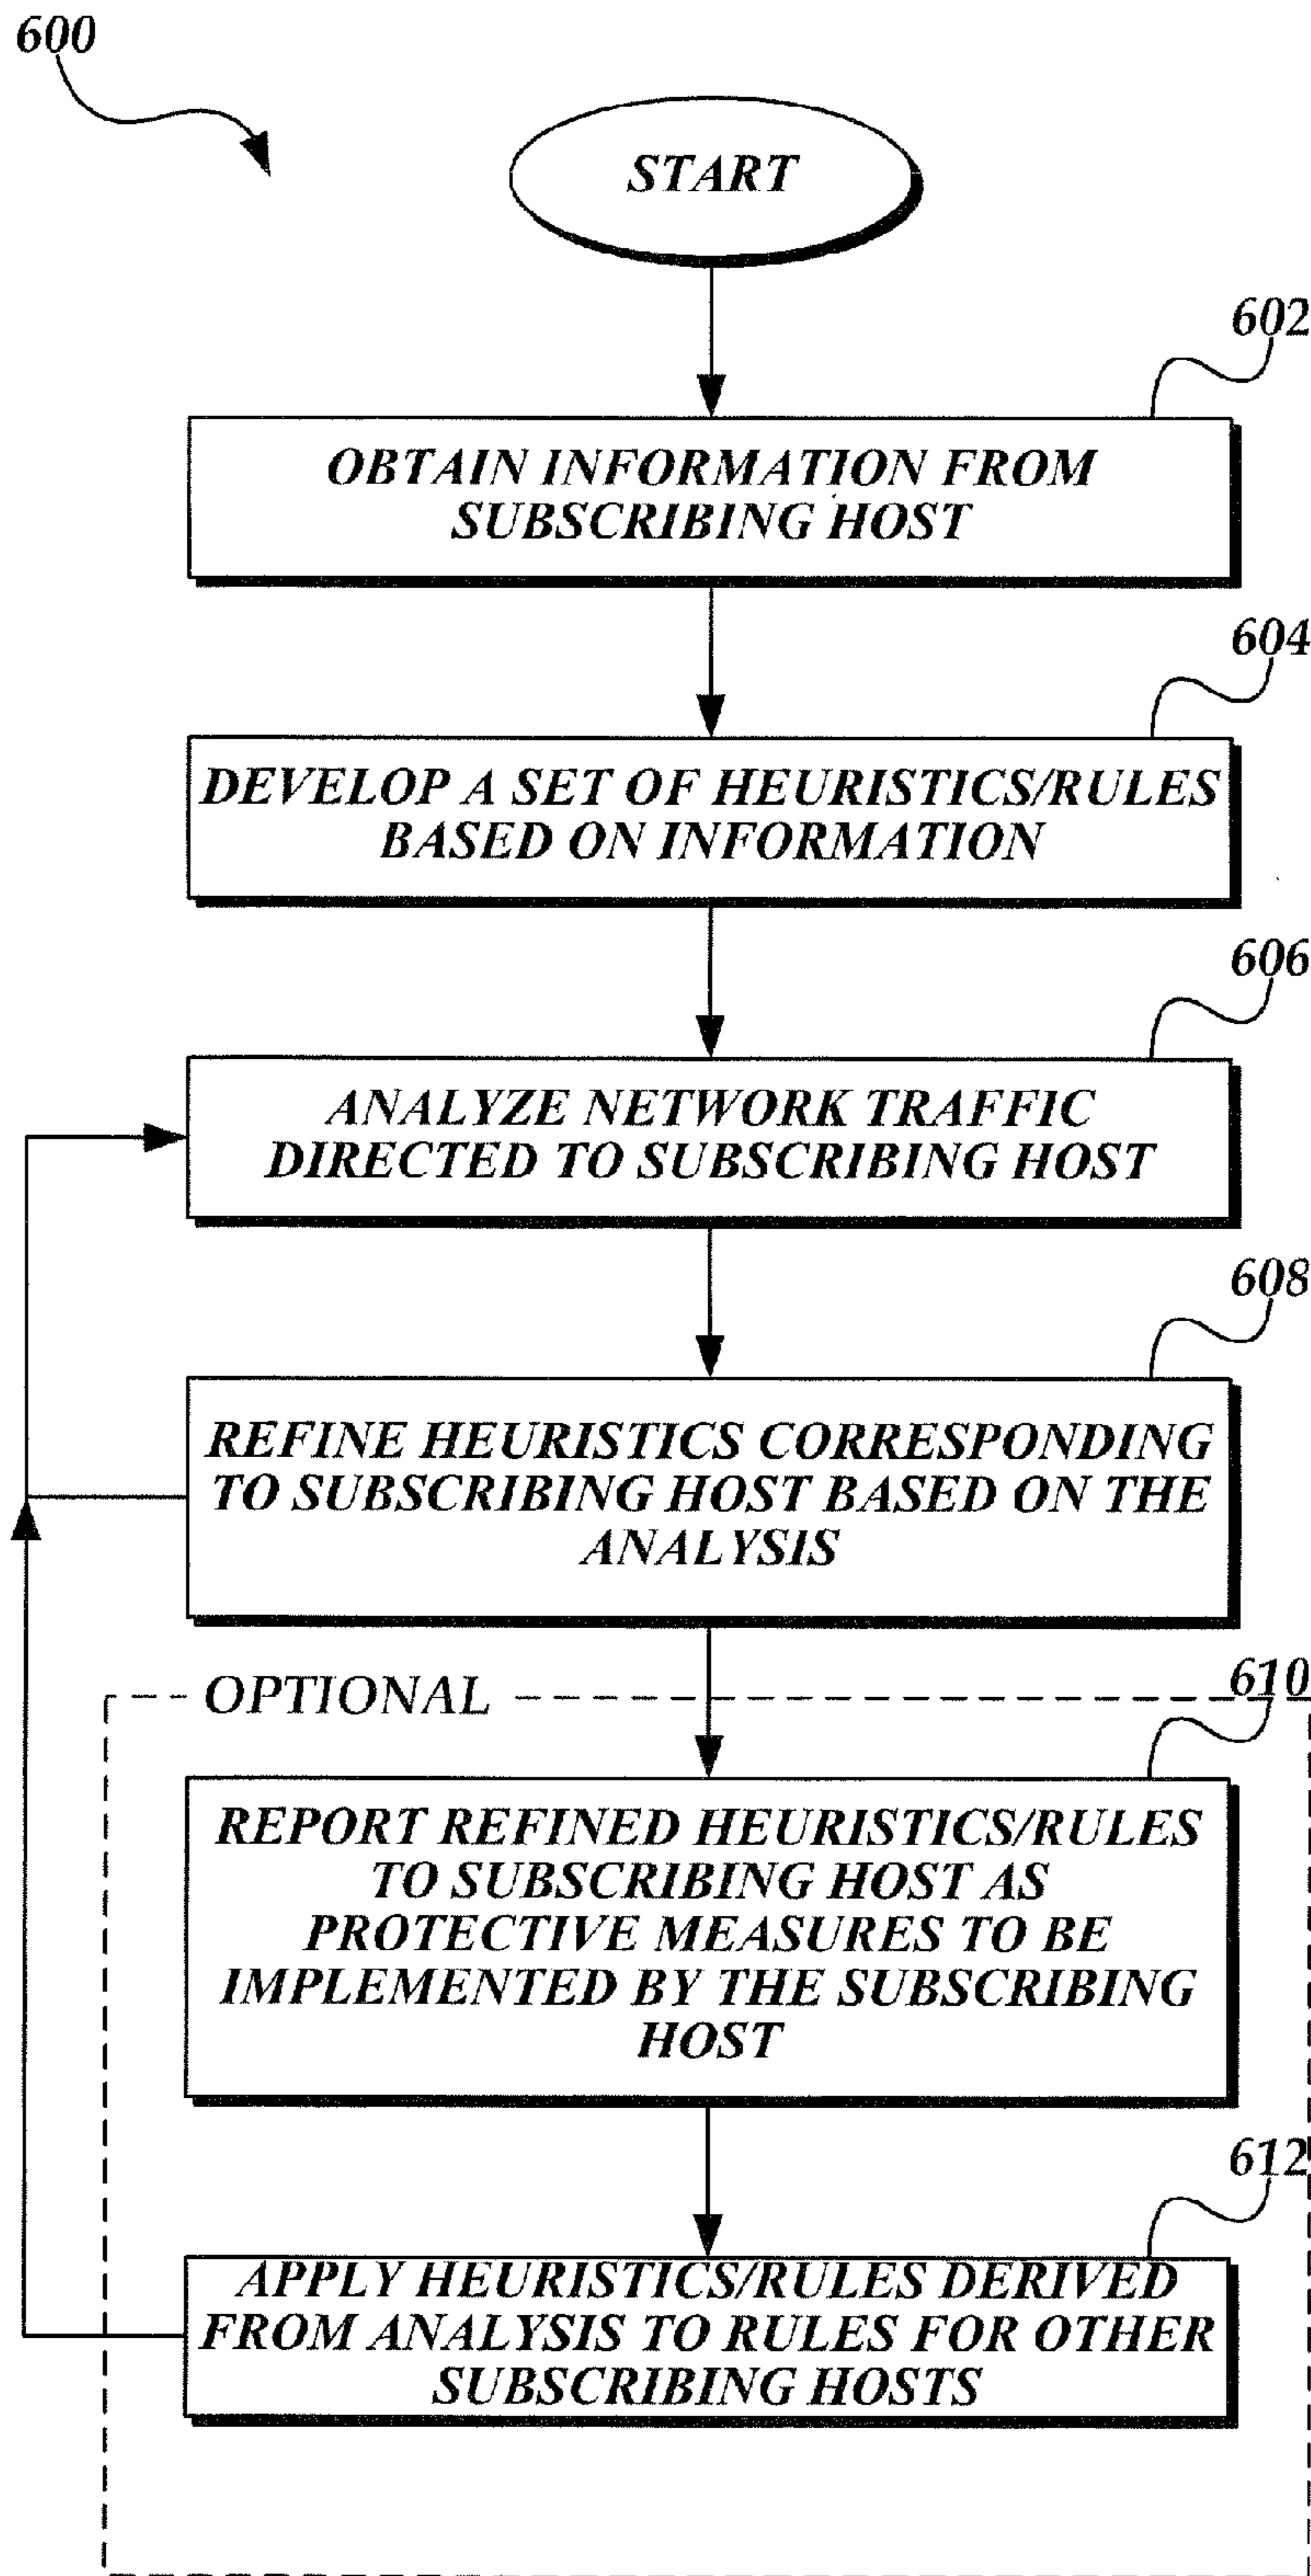 600
START
602
OBTAIN INFORMATION FROM
SUBSCRIBING HOST
604
DEVELOP A SET OF HEURISTICS/RULES
BASED ON INFORMATION
606
ANALYZE NETWORK TRAFFIC
DIRECTED TO SUBSCRIBING HOST
608
REFINE HEURISTICS CORRESPONDING
TO SUBSCRIBING HOST BASED ON THE
ANALYSIS
OPTIONAL
610
REPORT REFINED HEURISTICS/RULES
TO SUBSCRIBING HOST AS
PROTECTIVE MEASURES TO BE
IMPLEMENTED BY THE SUBSCRIBING
HOST
612
APPLY HEURISTICS/RULES DERIVED
FROM ANALYSIS TO RULES FOR OTHER
SUBSCRIBING HOSTS